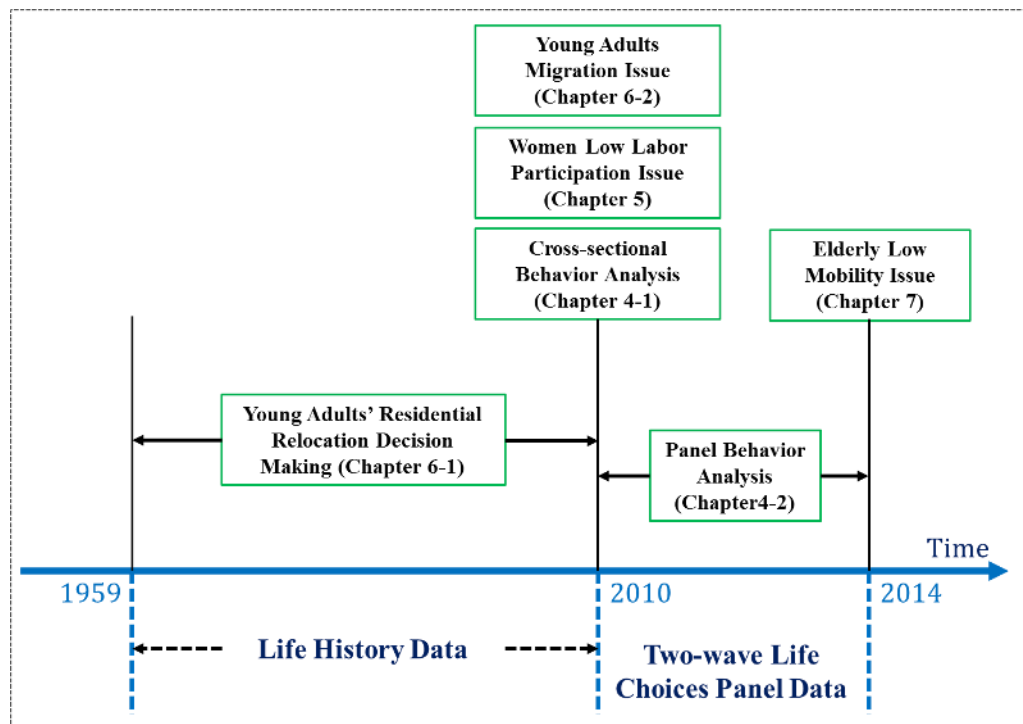 Young Adults
Migration Issue
(Chapter 6-2)
Women Low Labor
Participation Issue
(Chapter 5)
Cross-sectional
Behavior Analysis
(Chapter 4-1)
Elderly Low
Mobility Issue
(Chapter 7)
Young Adults’ Residential
Relocation Decision
Making (Chapter 6-1)
Panel Behavior
Analysis
(Chapter4-2)
Time
1959
2010
2014
Life History Data
Two-wave Life
Choices Panel Data